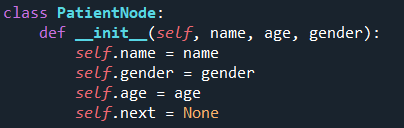 class PatientNode:
    def __init__(self, name, age, gender):
        self.name = name
        self.gender = gender
        self.age = age
        self.next = None